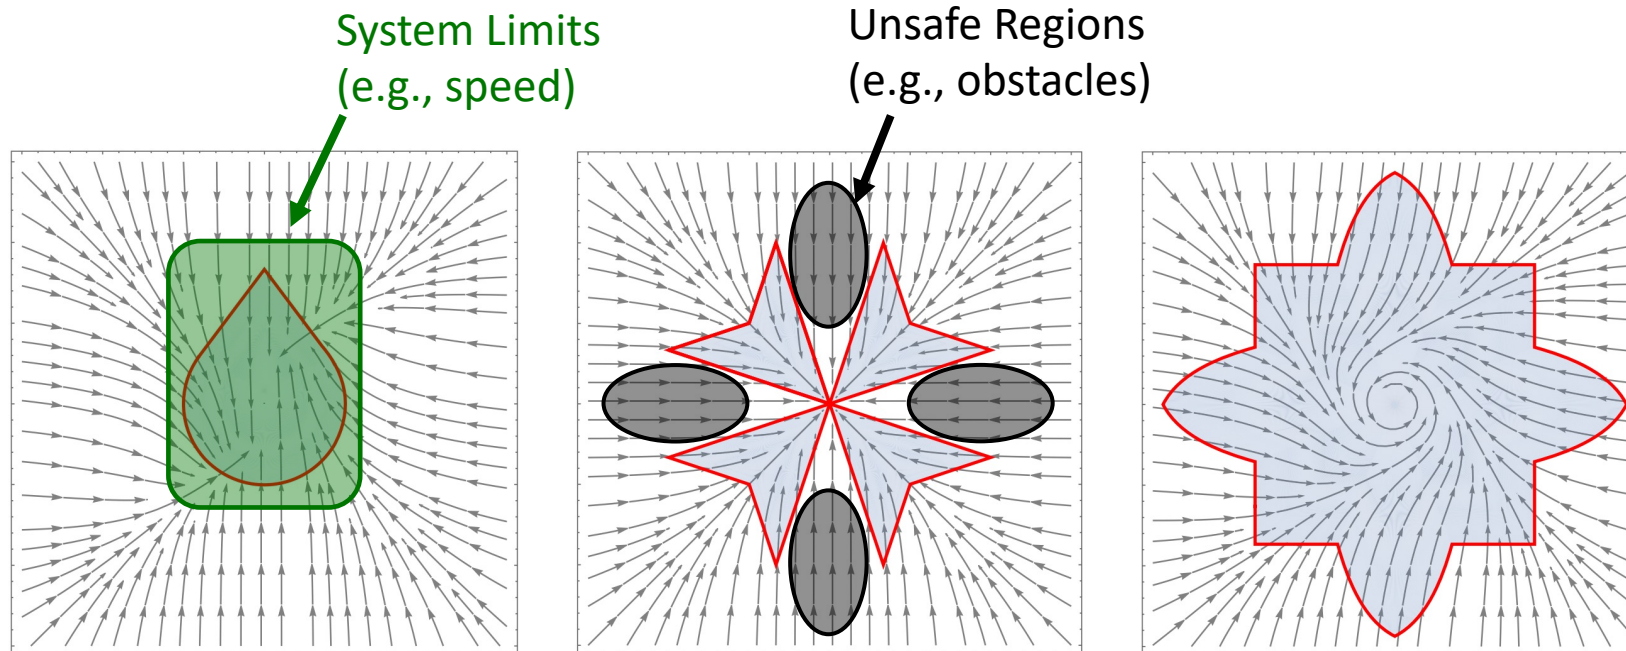 System Limits
(e.g., speed)
Unsafe Regions
(e.g., obstacles)